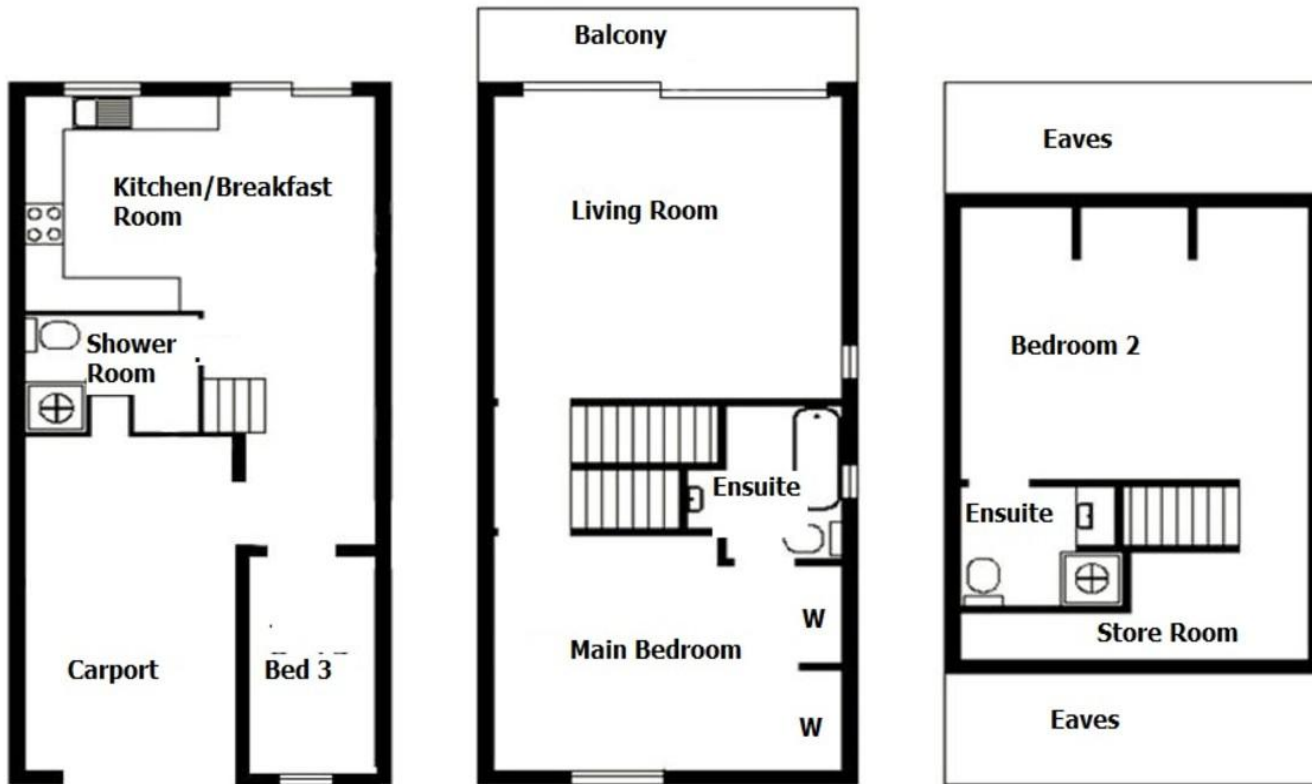 Kitchen/Breakfast
Room
Shower
Room
Carport
Bed 3
Balcony
Living Room
Ensuite
Main Bedroom
W
W
Eaves
Bedroom 2
Ensuite
Store Room
Eaves